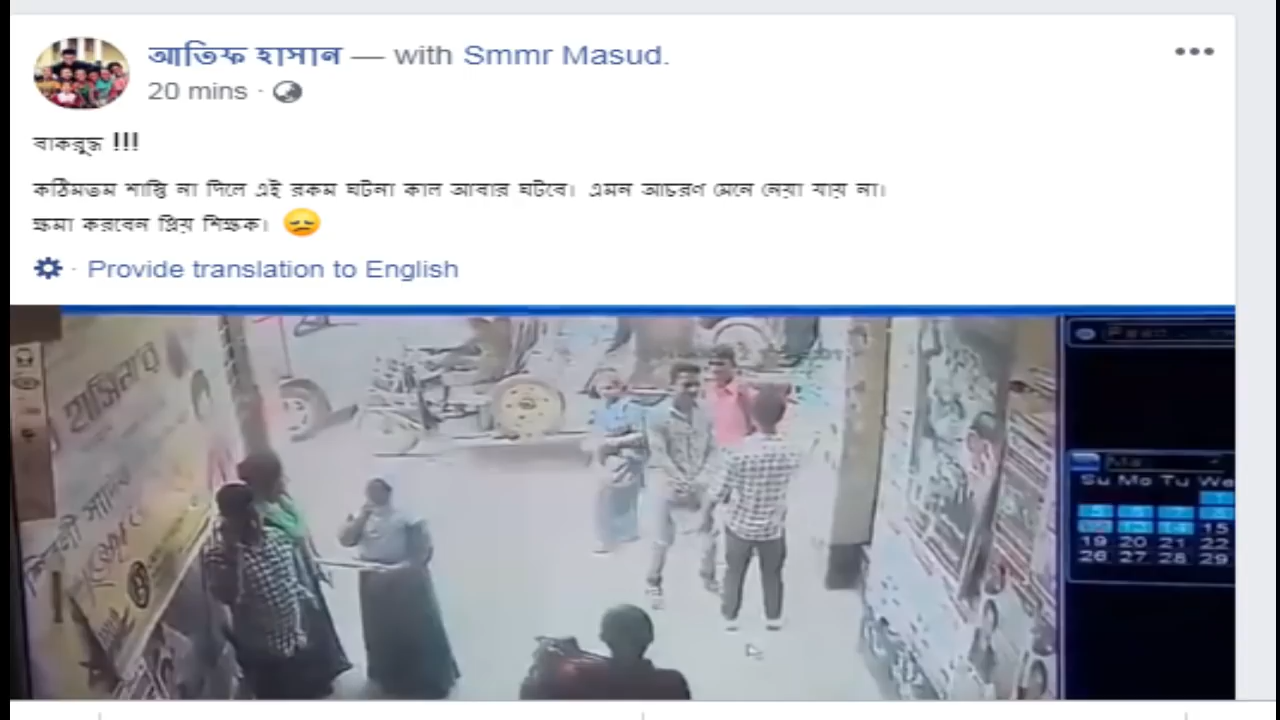 আতিফ হাসান — with Smmr Masud.
20 mins ·
বাকরুদ্ধ !!!
কঠিমতম শাস্তি না দিলে এই রকম ঘটনা কাল আবার ঘটবে। এমন আচরণ মেনে নেয়া যায় না।
ক্ষমা করবেন প্রিয় শিক্ষক।
· Provide translation to English
হাসিনার
Su Mo Tu We
15
19 20 21 22
26 27 28 29